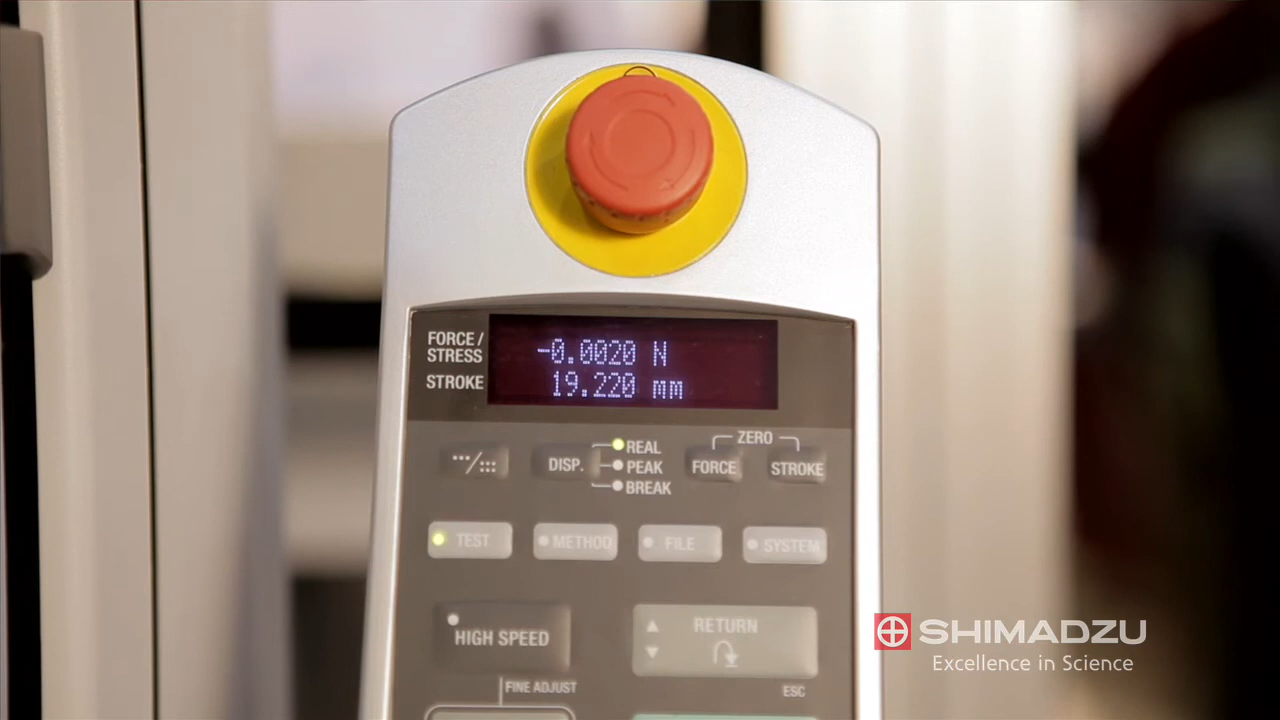 FORCE /
STRESS
-0.0020 N
STROKE
19.220 mm
DISP.
REAL
PEAK
BREAK
ZERO
FORCE
STROKE
TEST
METHOD
FILE
SYSTEM
HIGH SPEED
RETURN
FINE ADJUST
ESC
SHIMADZU
Excellence in Science